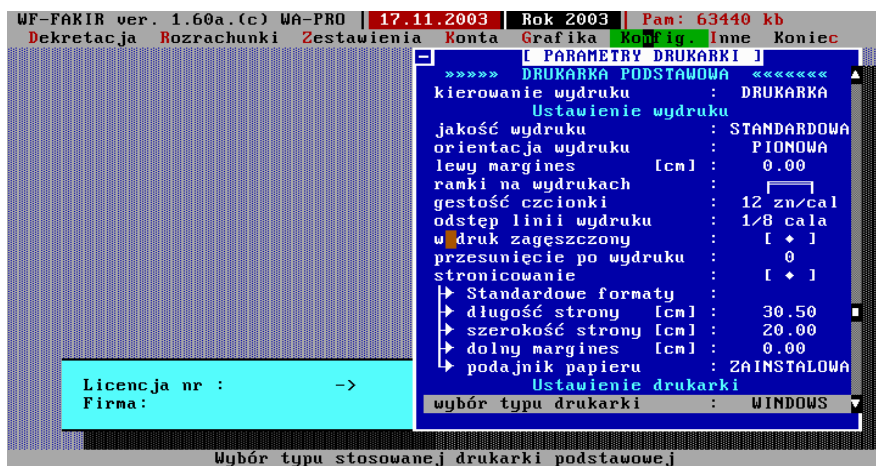 WF-FAKIR ver. 1.60a.(c) WA-PRO 17.11.2003 Rok 2003 Pam: 63440 kb
Dekretacja Rozrachunki Zestawienia Konta Grafika Konfig. Inne Koniec
[ PARAMETRY DRUKARKI ]
»»»»» DRUKARKA PODSTAWOWA «««««««
kierowanie wydruku : DRUKARKA
Ustawienie wydruku
jakość wydruku : STANDARDOWA
orientacja wydruku : PIONOWA
lewy margines [cm] : 0.00
ramki na wydrukach :
gestość czcionki : 12 zn/cal
odstęp linii wydruku : 1/8 cala
wydruk zagęszczony : [ ♦ ]
przesunięcie po wydruku : 0
stronicowanie : [ ♦ ]
Standardowe formaty :
długość strony [cm] : 30.50
szerokość strony [cm] : 20.00
dolny margines [cm] : 0.00
podajnik papieru : ZAINSTALOWA
Ustawienie drukarki
wybór typu drukarki : WINDOWS
Licencja nr : ->
Firma:
Wybór typu stosowanej drukarki podstawowej